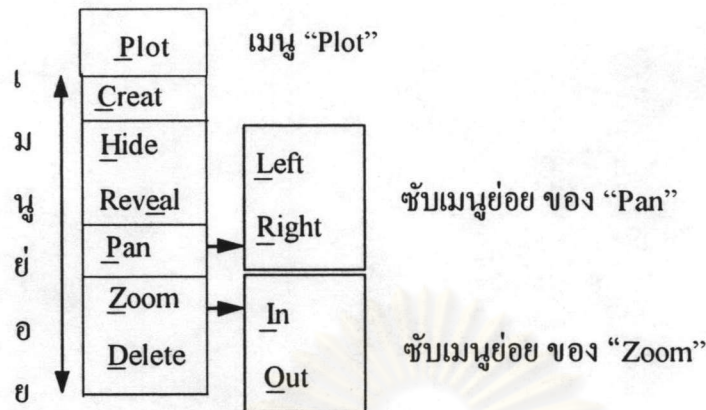 Plot
เมนู “Plot”
เมนูย่อย
Creat
Hide
Reveal
Pan
Zoom
Delete
Left
Right
ซับเมนูย่อย ของ “Pan”
In
Out
ซับเมนูย่อย ของ “Zoom”